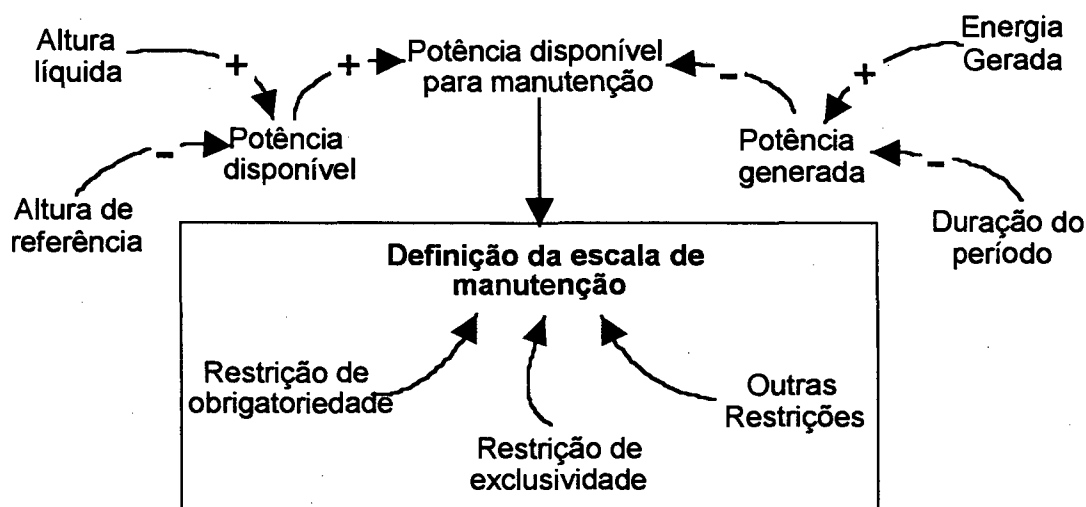 Altura
líquida
+
+
Potência disponível
para manutenção
-
+
Energia
Gerada
Potência
disponível
-
Altura de
referência
Potência
generada
-
Duração do
período
Definição da escala de
manutenção
Restrição de
obrigatoriedade
Restrição de
exclusividade
Outras
Restrições